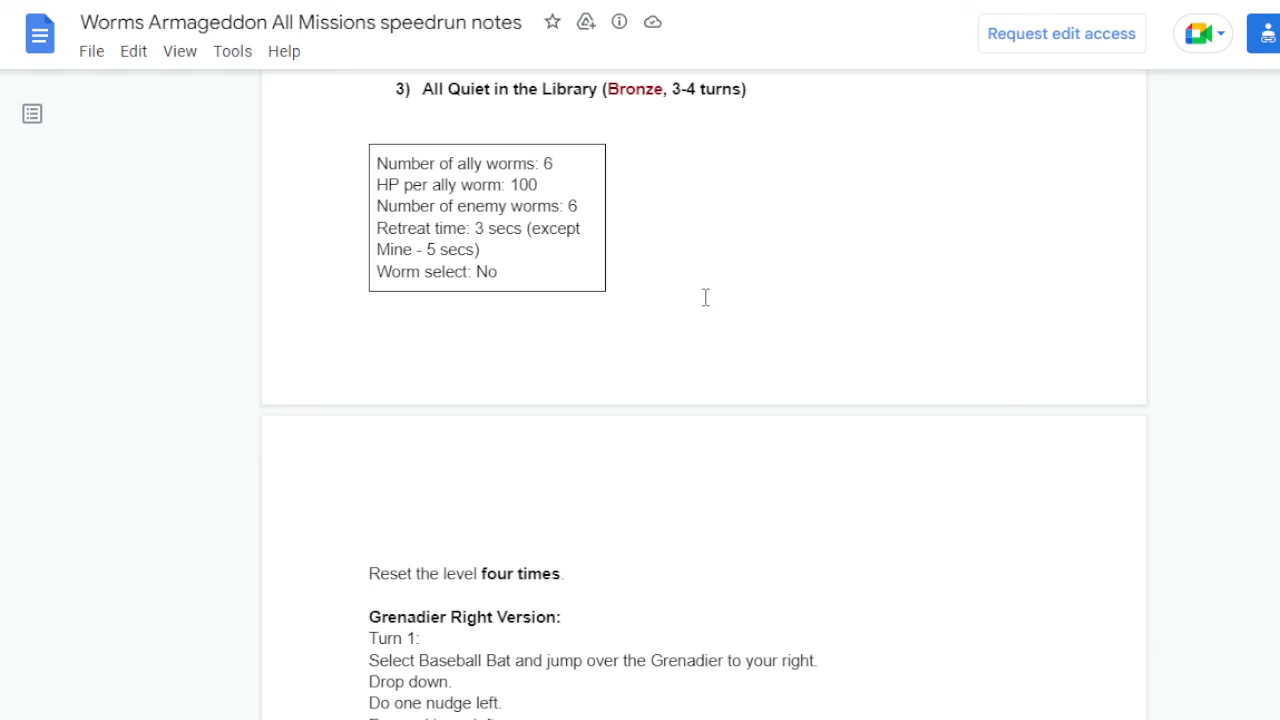 Worms Armageddon All Missions speedrun notes
File Edit View Tools Help
Request edit access
3) All Quiet in the Library (Bronze, 3-4 turns)
Number of ally worms: 6
HP per ally worm: 100
Number of enemy worms: 6
Retreat time: 3 secs (except
Mine - 5 secs)
Worm select: No
Reset the level four times.
Grenadier Right Version:
Turn 1:
Select Baseball Bat and jump over the Grenadier to your right.
Drop down.
Do one nudge left.